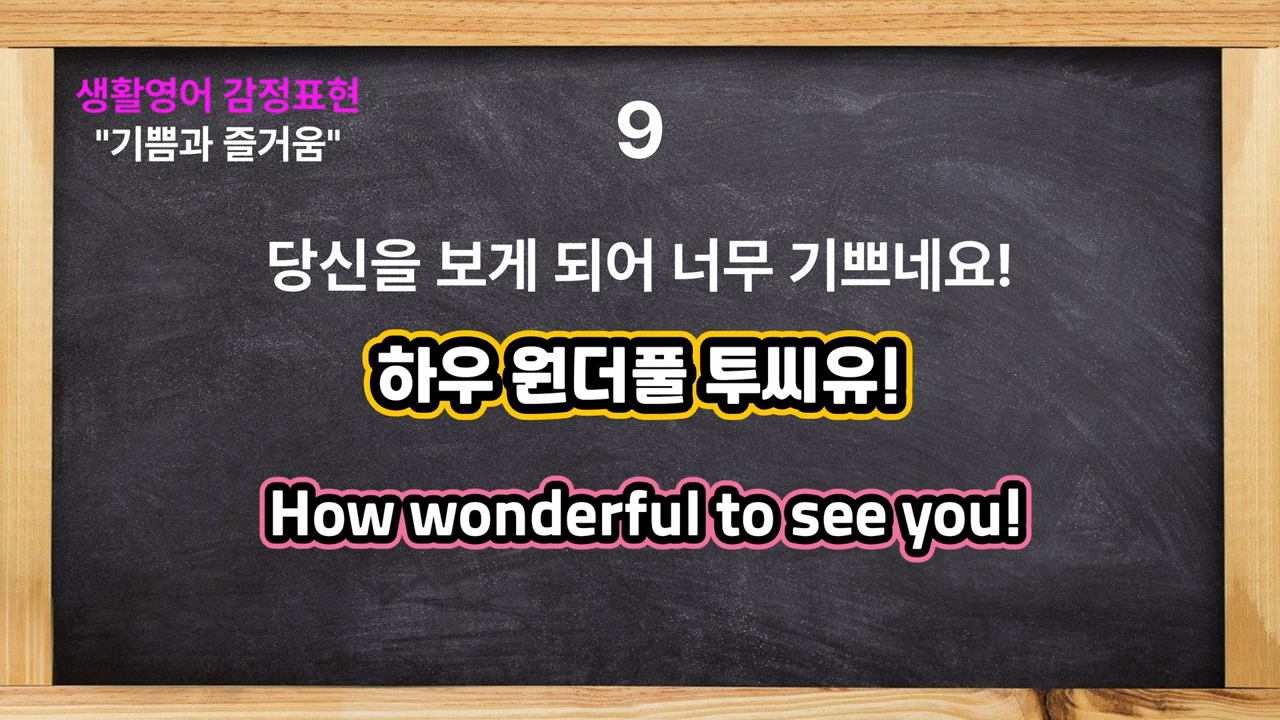 생활영어 감정표현
"기쁨과 즐거움"
9
당신을 보게 되어 너무 기쁘네요!
하우 원더풀 투씨유!
How wonderful to see you!